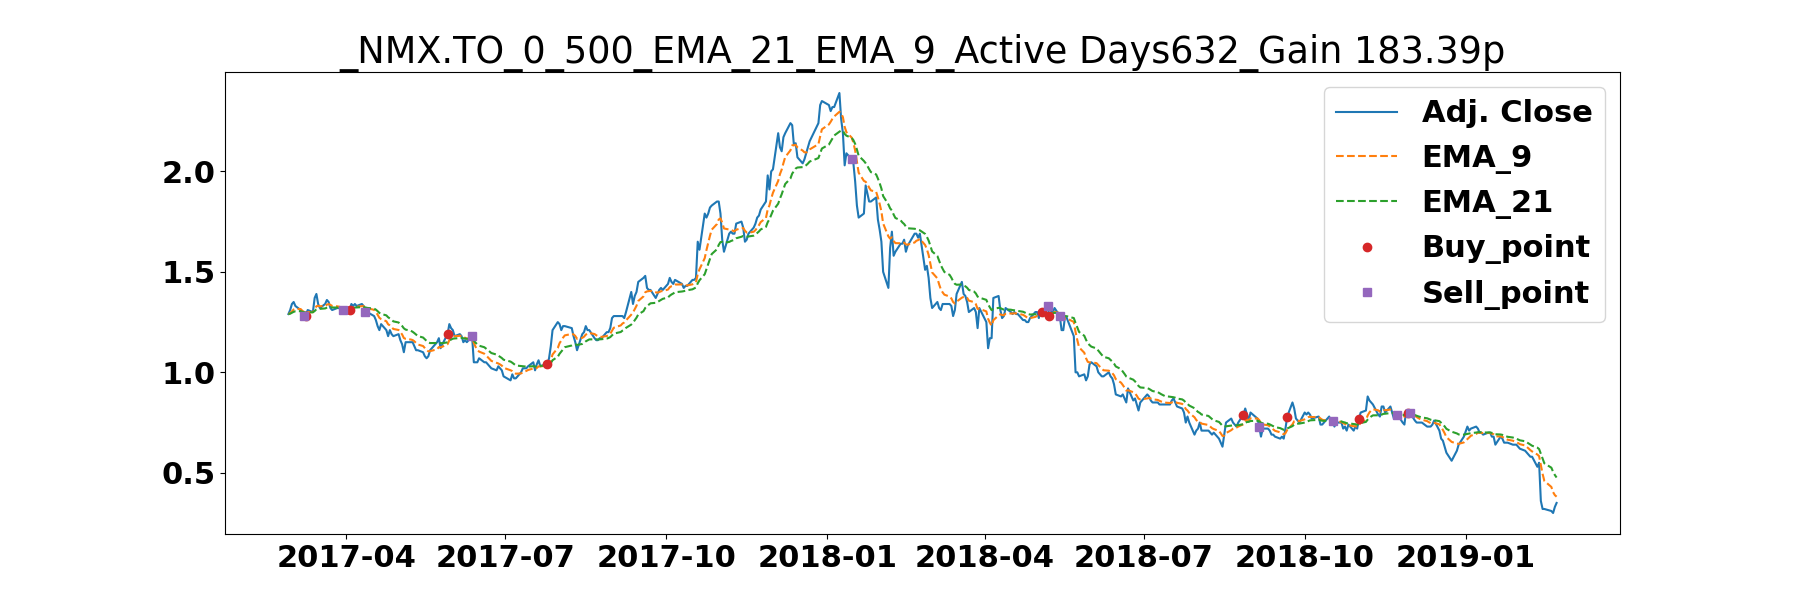 _NMX.TO_0_500_EMA_21_EMA_9_Active Days632_Gain 183.39p
Adj. Close
EMA_9
EMA_21
Buy_point
Sell_point
2.0
1.5
1.0
0.5
2017-04 2017-07 2017-10 2018-01 2018-04 2018-07 2018-10 2019-01